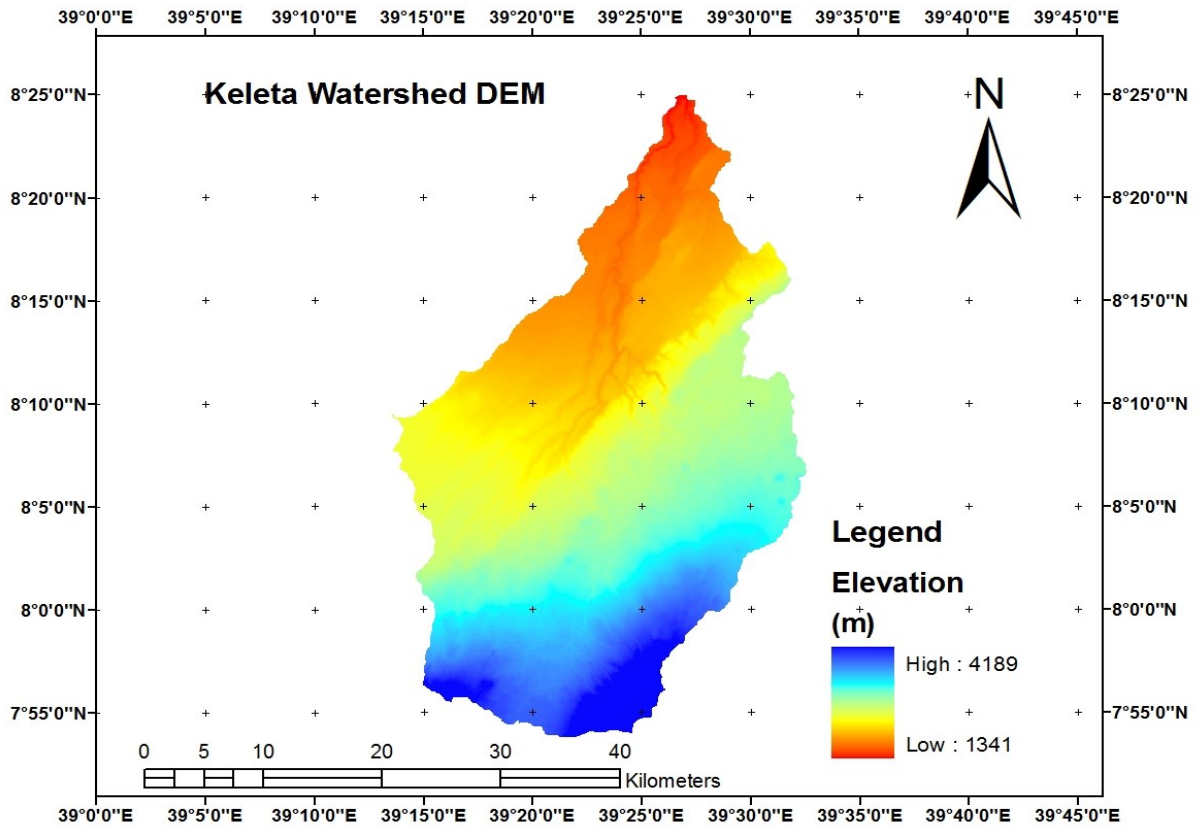 39°0'0"E 39°5'0"E 39°10'0"E 39°15'0"E 39°20'0"E 39°25'0"E 39°30'0"E 39°35'0"E 39°40'0"E 39°45'0"E
Keleta Watershed DEM
N
8°25'0"N 8°25'0"N
8°20'0"N 8°20'0"N
8°15'0"N 8°15'0"N
8°10'0"N 8°10'0"N
8°5'0"N 8°5'0"N
Legend
Elevation
8°0'0"N 8°0'0"N
(m)
High : 4189
7°55'0"N 7°55'0"N
Low : 1341
0 5 10 20 30 40
Kilometers
39°0'0"E 39°5'0"E 39°10'0"E 39°15'0"E 39°20'0"E 39°25'0"E 39°30'0"E 39°35'0"E 39°40'0"E 39°45'0"E